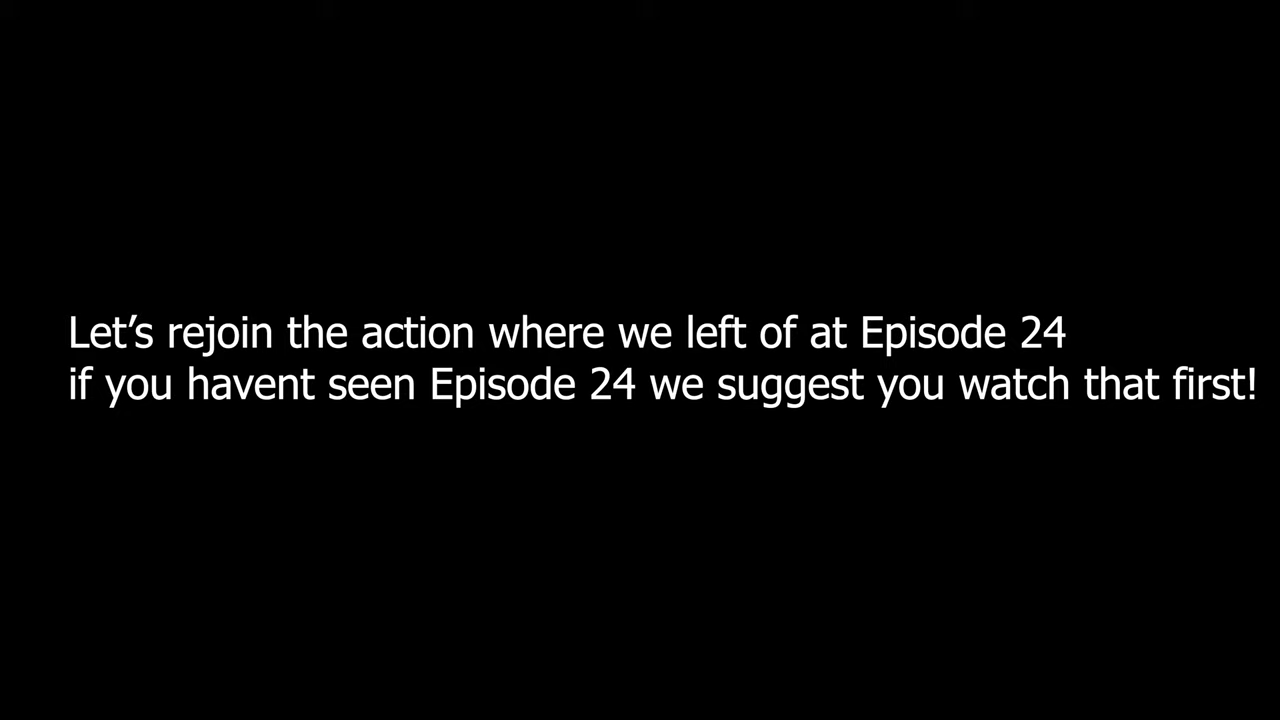 Let’s rejoin the action where we left of at Episode 24
if you havent seen Episode 24 we suggest you watch that first!